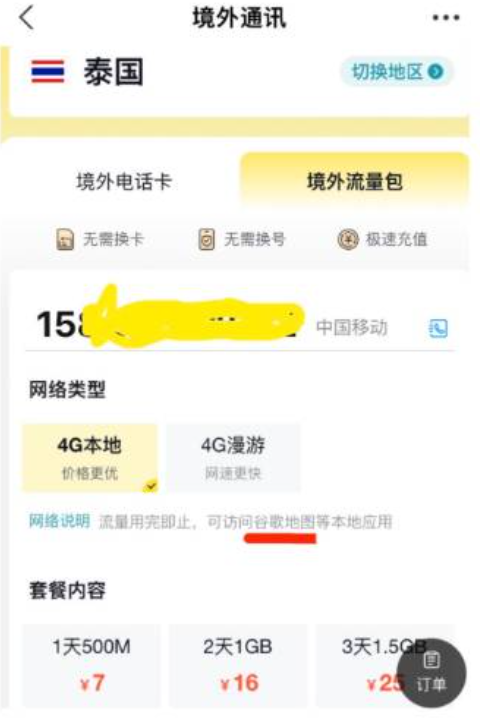 境外通讯
泰国
切换地区
境外电话卡
境外流量包
无需换卡
无需换号
极速充值
15
中国移动
网络类型
4G本地
4G漫游
价格更优
网速更快
网络说明 流量用完即止，可访问谷歌地图等本地应用
套餐内容
1天500M
2天1GB
3天1.5GB
¥7
¥16
¥25
订单